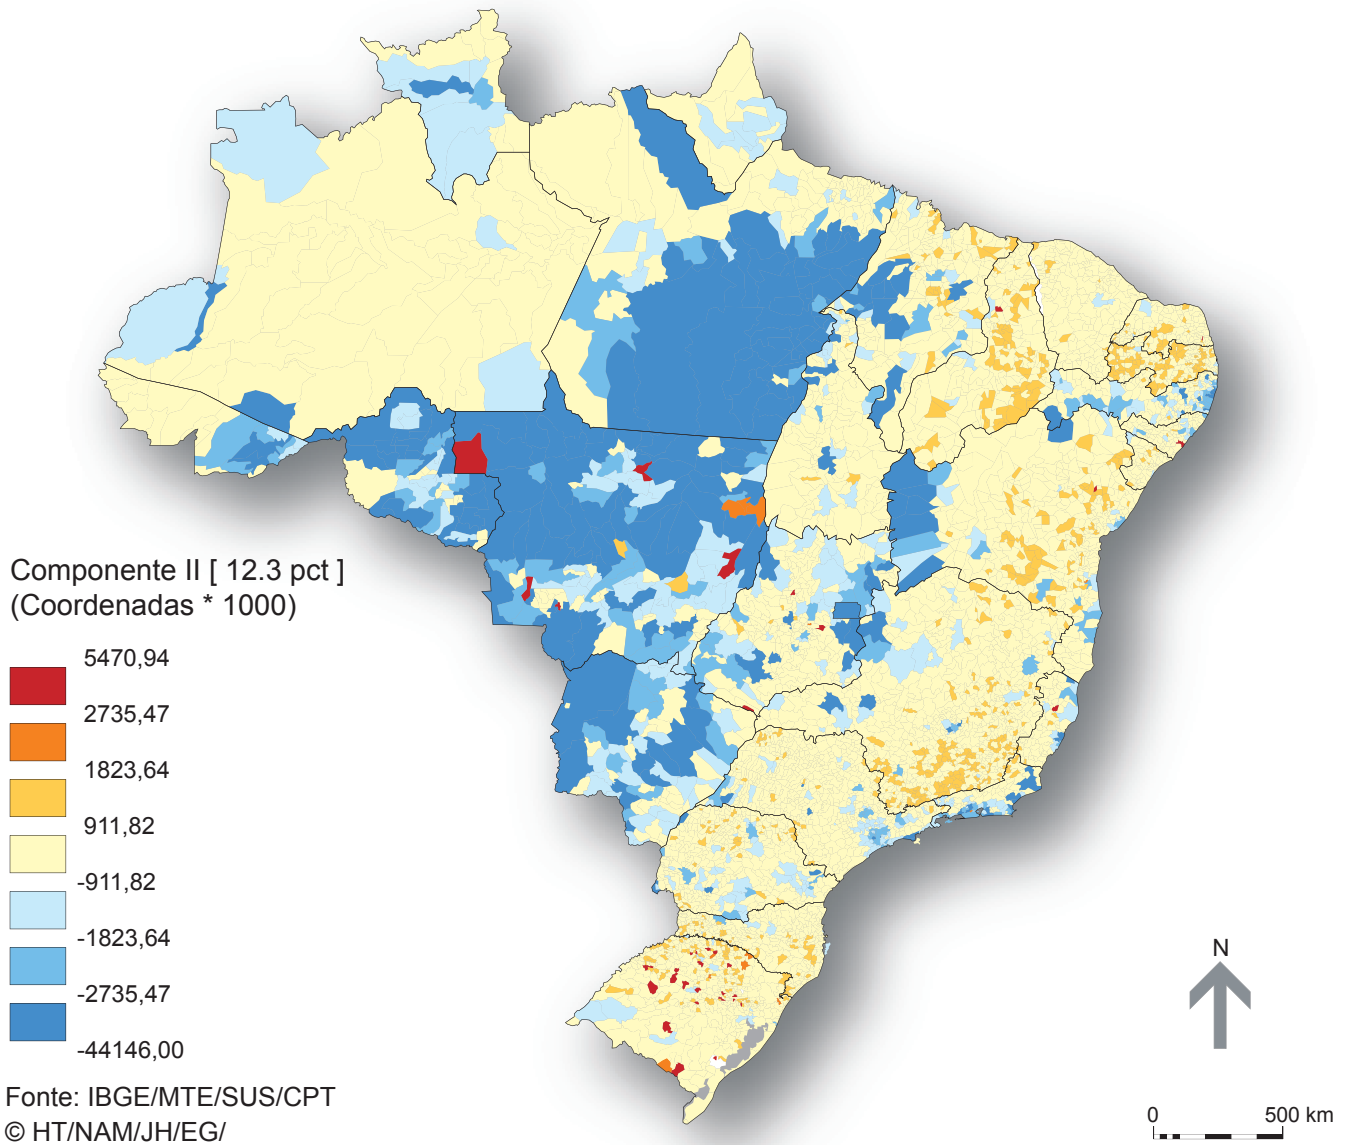 Componente II [ 12.3 pct ]
(Coordenadas * 1000)
5470,94
2735,47
1823,64
911,82
-911,82
-1823,64
-2735,47
-44146,00
Fonte: IBGE/MTE/SUS/CPT
© HT/NAM/JH/EG/
N
0 500 km